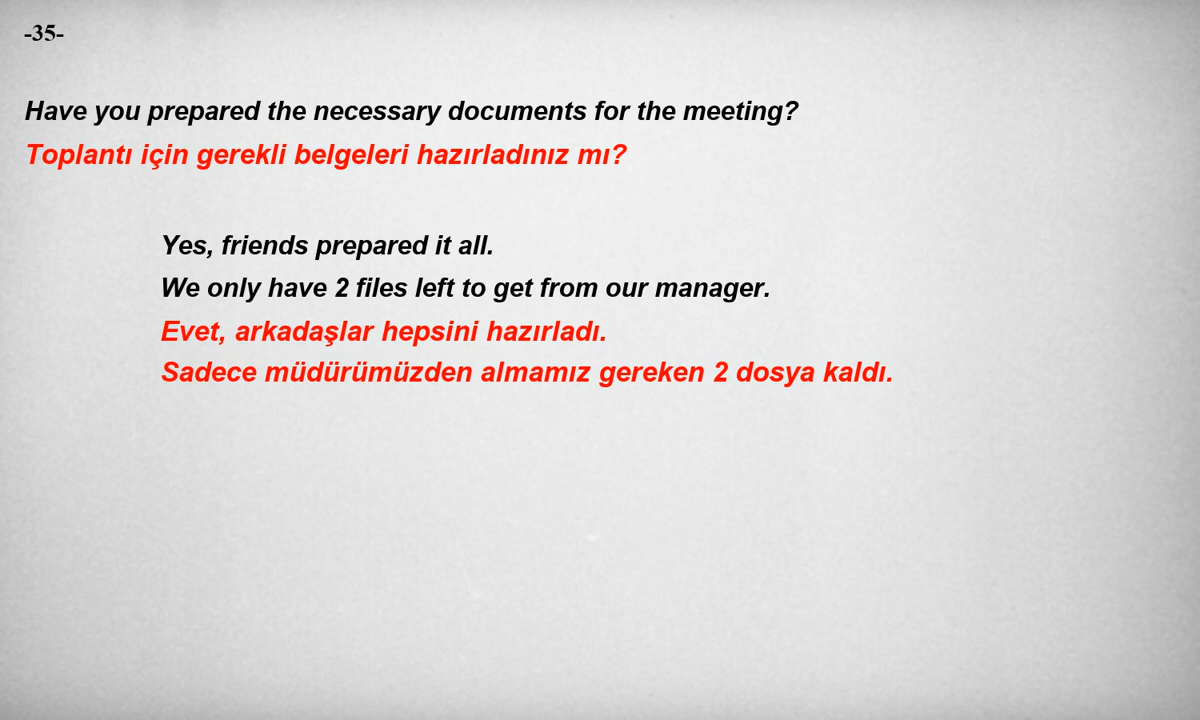 -35-
Have you prepared the necessary documents for the meeting?
Toplantı için gerekli belgeleri hazırladınız mı?
Yes, friends prepared it all.
We only have 2 files left to get from our manager.
Evet, arkadaşlar hepsini hazırladı.
Sadece müdürümüzden almamız gereken 2 dosya kaldı.